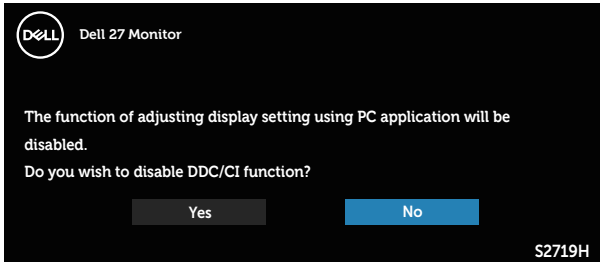 DELL
Dell 27 Monitor
The function of adjusting display setting using PC application will be
disabled.
Do you wish to disable DDC/CI function?
Yes
No
S2719H